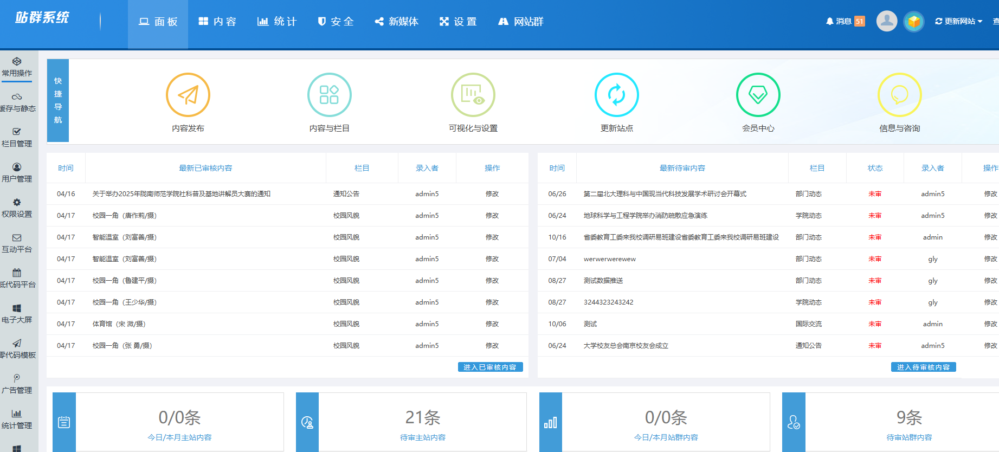 站群系统
面 板
内 容
统 计
安 全
新媒体
设 置
网站群
消息 51
更新网站
常用操作
缓存与静态
栏目管理
用户管理
权限设置
互动平台
低代码平台
电子大屏
零代码模板
广告管理
统计管理
快捷导航
内容发布
内容与栏目
可视化与设置
更新站点
会员中心
信息与咨询
时间 最新已审核内容 栏目 录入者 操作
04/16 关于举办2025年陇南师范学院社科普及基地讲解员大赛的通知 通知公告 admin5 修改
04/17 校园一角（唐作莉/摄） 校园风貌 admin5 修改
04/17 智能温室（刘富善/摄） 校园风貌 admin5 修改
04/17 智能温室（刘富善/摄） 校园风貌 admin5 修改
04/17 校园一角（鲁建平/摄） 校园风貌 admin5 修改
04/17 校园一角（王少华/摄） 校园风貌 admin5 修改
04/17 体育馆（宋 溦/摄） 校园风貌 admin5 修改
04/17 校园一角（张 勇/摄） 校园风貌 admin5 修改
进入已审核内容
时间 最新待审内容 栏目 状态 录入者 操作
06/26 第二届北大理科与中国现当代科技发展学术研讨会开幕式 部门动态 未审 admin5 修改
06/24 地球科学与工程学院举办消防疏散应急演练 学院动态 未审 admin5 修改
10/16 省委教育工委来我校调研易班建设省委教育工委来我校调研易班建设 部门动态 未审 admin 修改
07/04 werwerwerewew 部门动态 未审 gly 修改
08/27 测试数据推送 部门动态 未审 gly 修改
08/27 3244323243242 学院动态 未审 gly 修改
10/06 测试 国际交流 未审 admin 修改
06/24 大学校友总会南京校友会成立 通知公告 未审 admin5 修改
进入待审核内容
0/0条
今日/本月主站内容
21条
待审主站内容
0/0条
今日/本月站群内容
9条
待审站群内容